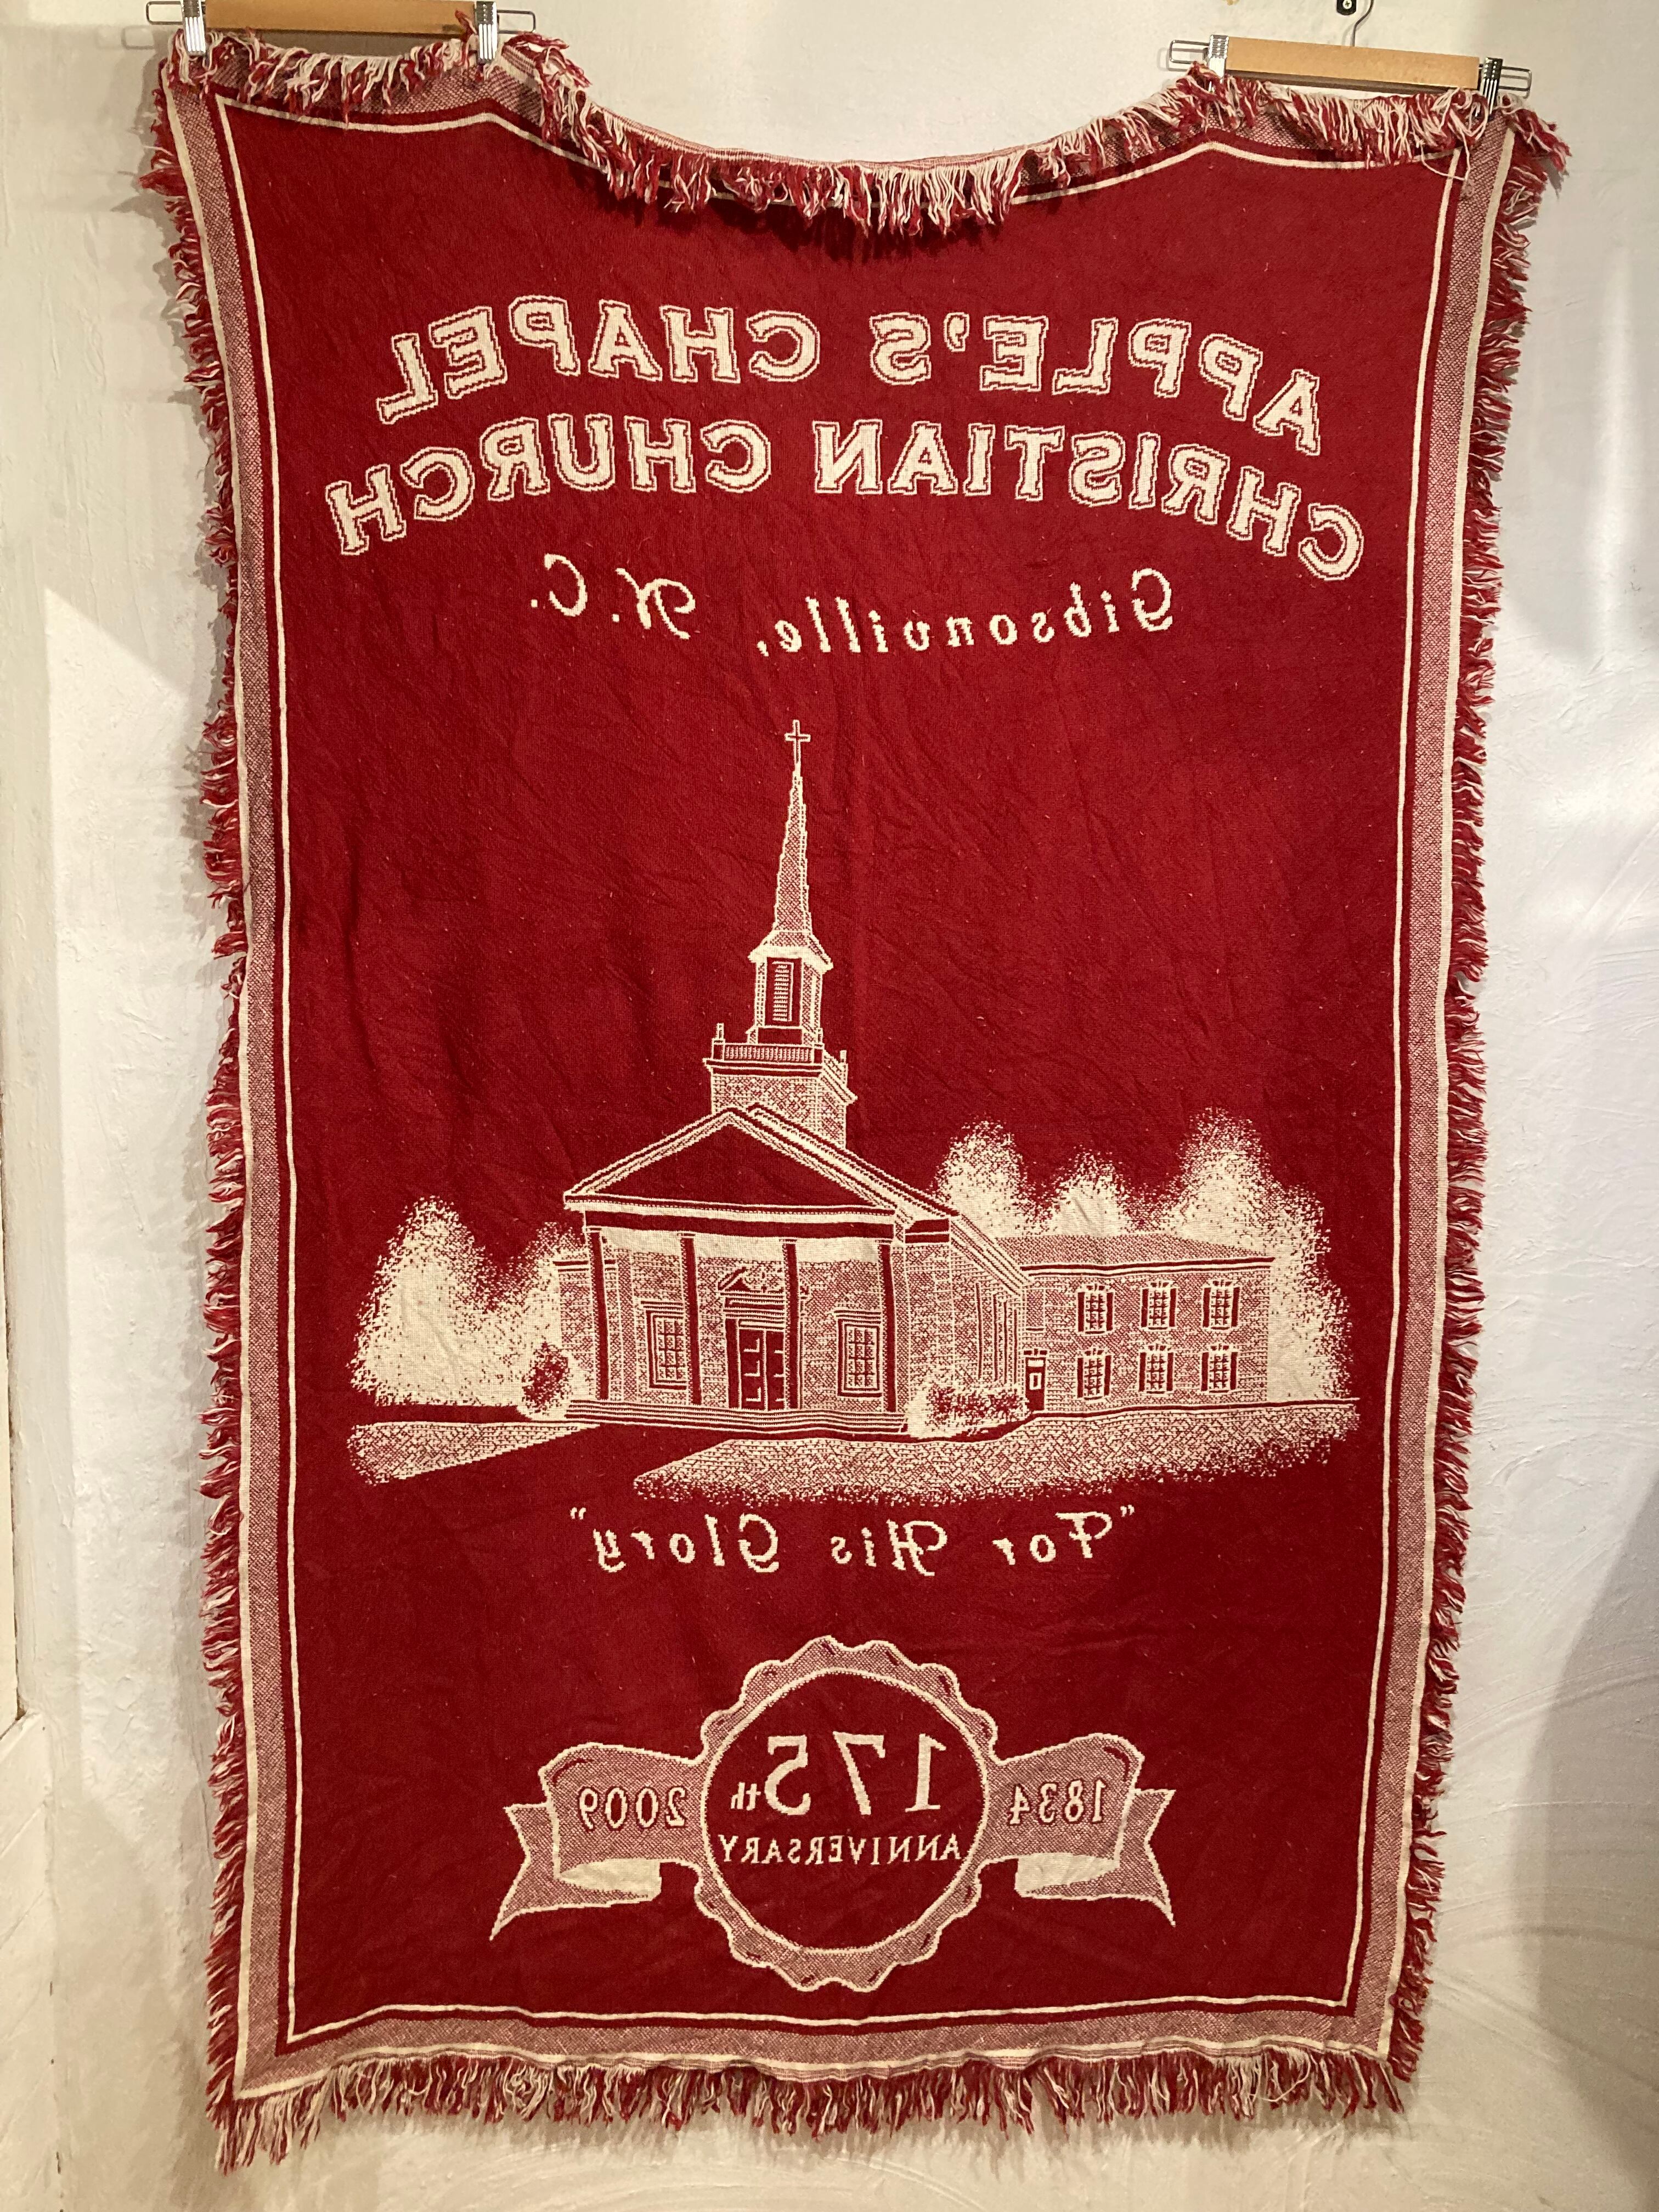 APPLE'S CHAPEL
CHRISTIAN CHURCH
Gibsonville, N.C.
"For His Glory"
1834 175th 2009
ANNIVERSARY